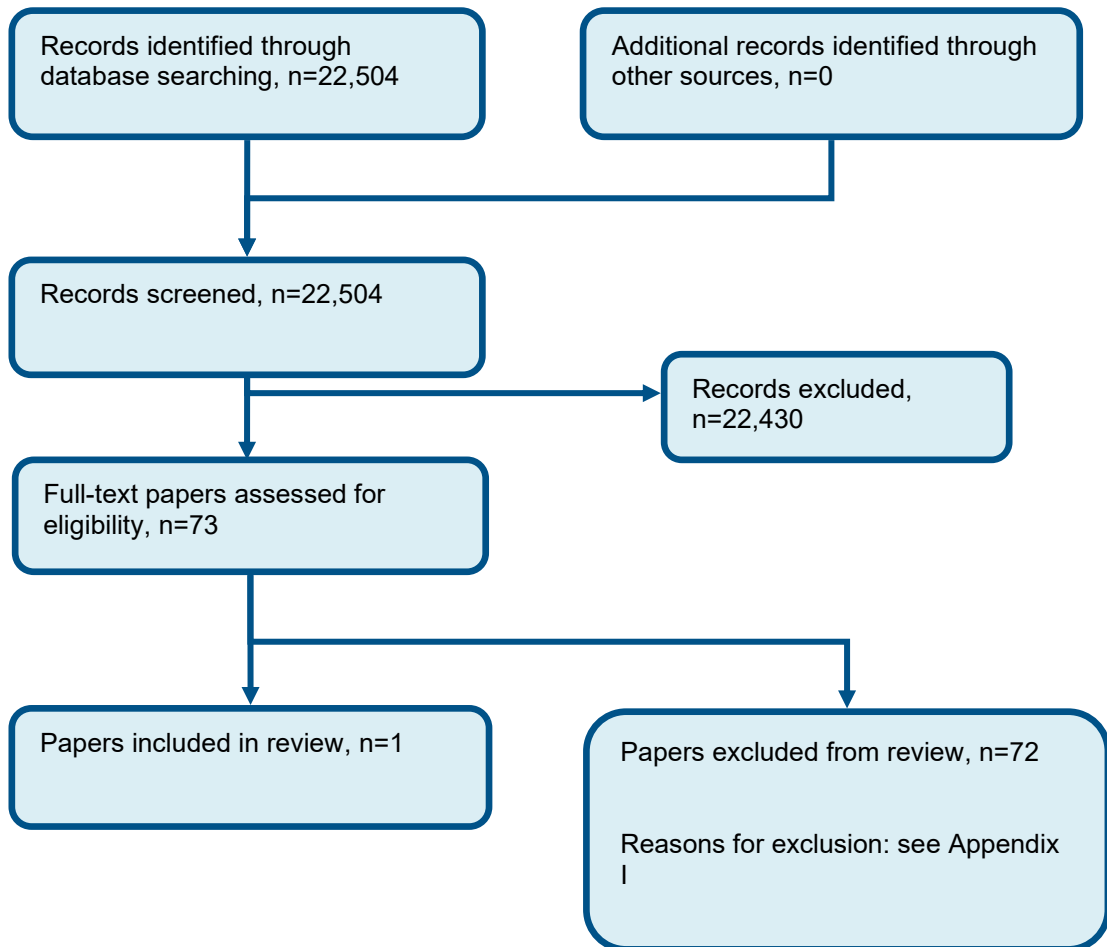 Records identified through
database searching, n=22,504
Additional records identified through
other sources, n=0
Records screened, n=22,504
Records excluded,
n=22,430
Full-text papers assessed for
eligibility, n=73
Papers included in review, n=1
Papers excluded from review, n=72
Reasons for exclusion: see Appendix
I